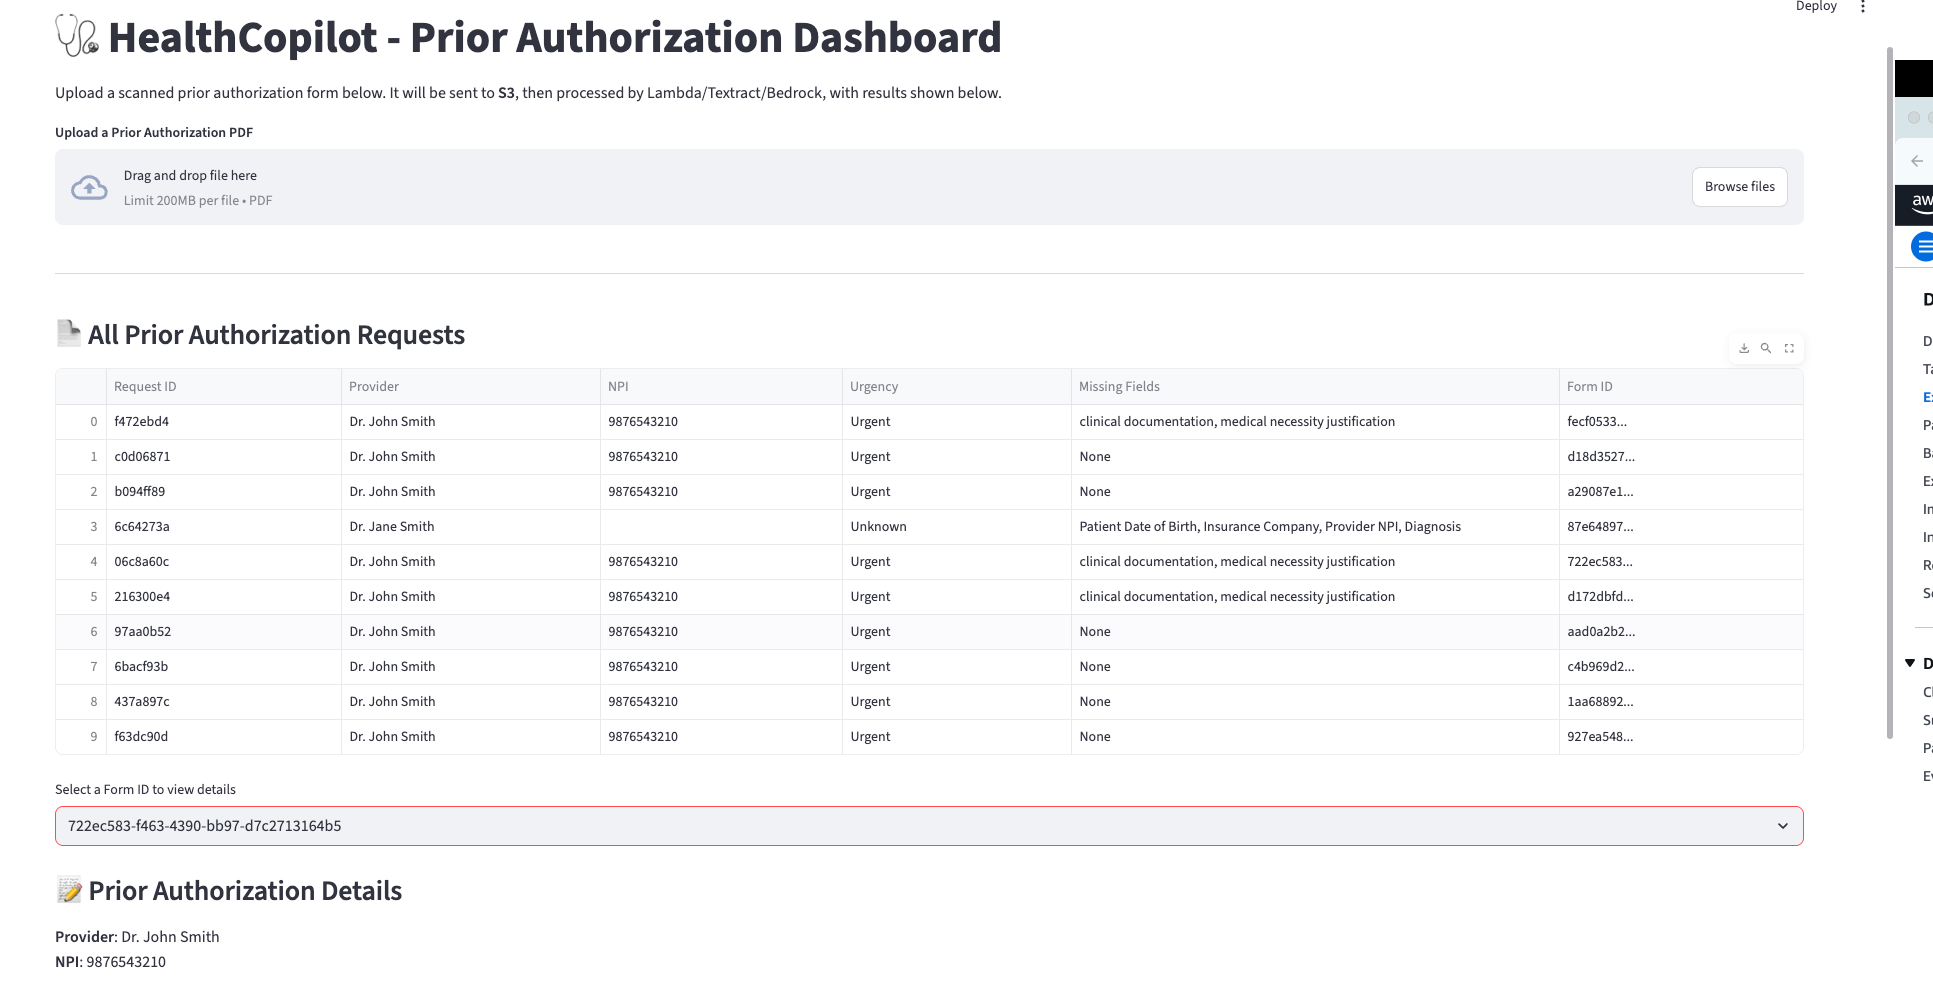 Deploy
HealthCopilot - Prior Authorization Dashboard
Upload a scanned prior authorization form below. It will be sent to S3, then processed by Lambda/Textract/Bedrock, with results shown below.
Upload a Prior Authorization PDF
Drag and drop file here
Limit 200MB per file • PDF
Browse files
All Prior Authorization Requests
Request ID Provider NPI Urgency Missing Fields Form ID
0 f472ebd4 Dr. John Smith 9876543210 Urgent clinical documentation, medical necessity justification fecf0533...
1 c0d06871 Dr. John Smith 9876543210 Urgent None d18d3527...
2 b094ff89 Dr. John Smith 9876543210 Urgent None a29087e1...
3 6c64273a Dr. Jane Smith Unknown Patient Date of Birth, Insurance Company, Provider NPI, Diagnosis 87e64897...
4 06c8a60c Dr. John Smith 9876543210 Urgent clinical documentation, medical necessity justification 722ec583...
5 216300e4 Dr. John Smith 9876543210 Urgent clinical documentation, medical necessity justification d172dbfd...
6 97aa0b52 Dr. John Smith 9876543210 Urgent None aad0a2b2...
7 6bacf93b Dr. John Smith 9876543210 Urgent None c4b969d2...
8 437a897c Dr. John Smith 9876543210 Urgent None 1aa68892...
9 f63dc90d Dr. John Smith 9876543210 Urgent None 927ea548...
Select a Form ID to view details
722ec583-f463-4390-bb97-d7c2713164b5
Prior Authorization Details
Provider: Dr. John Smith
NPI: 9876543210